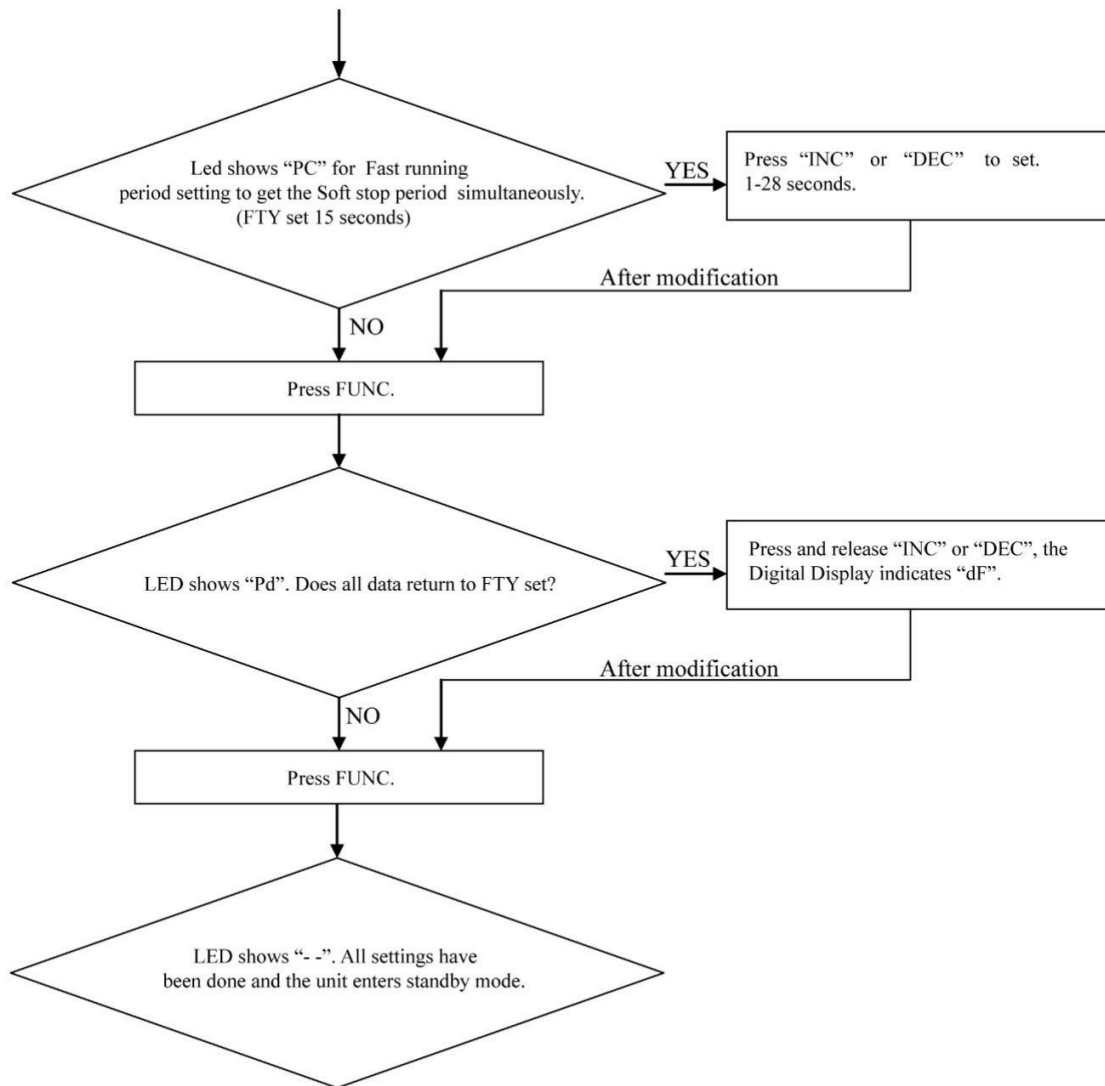 Led shows “PC” for Fast running
period setting to get the Soft stop period simultaneously.
(FTY set 15 seconds)
YES
Press “INC” or “DEC” to set.
1-28 seconds.
After modification
NO
Press FUNC.
LED shows “Pd”. Does all data return to FTY set?
YES
Press and release “INC” or “DEC”, the
Digital Display indicates “dF”.
After modification
NO
Press FUNC.
LED shows “- -”. All settings have
been done and the unit enters standby mode.